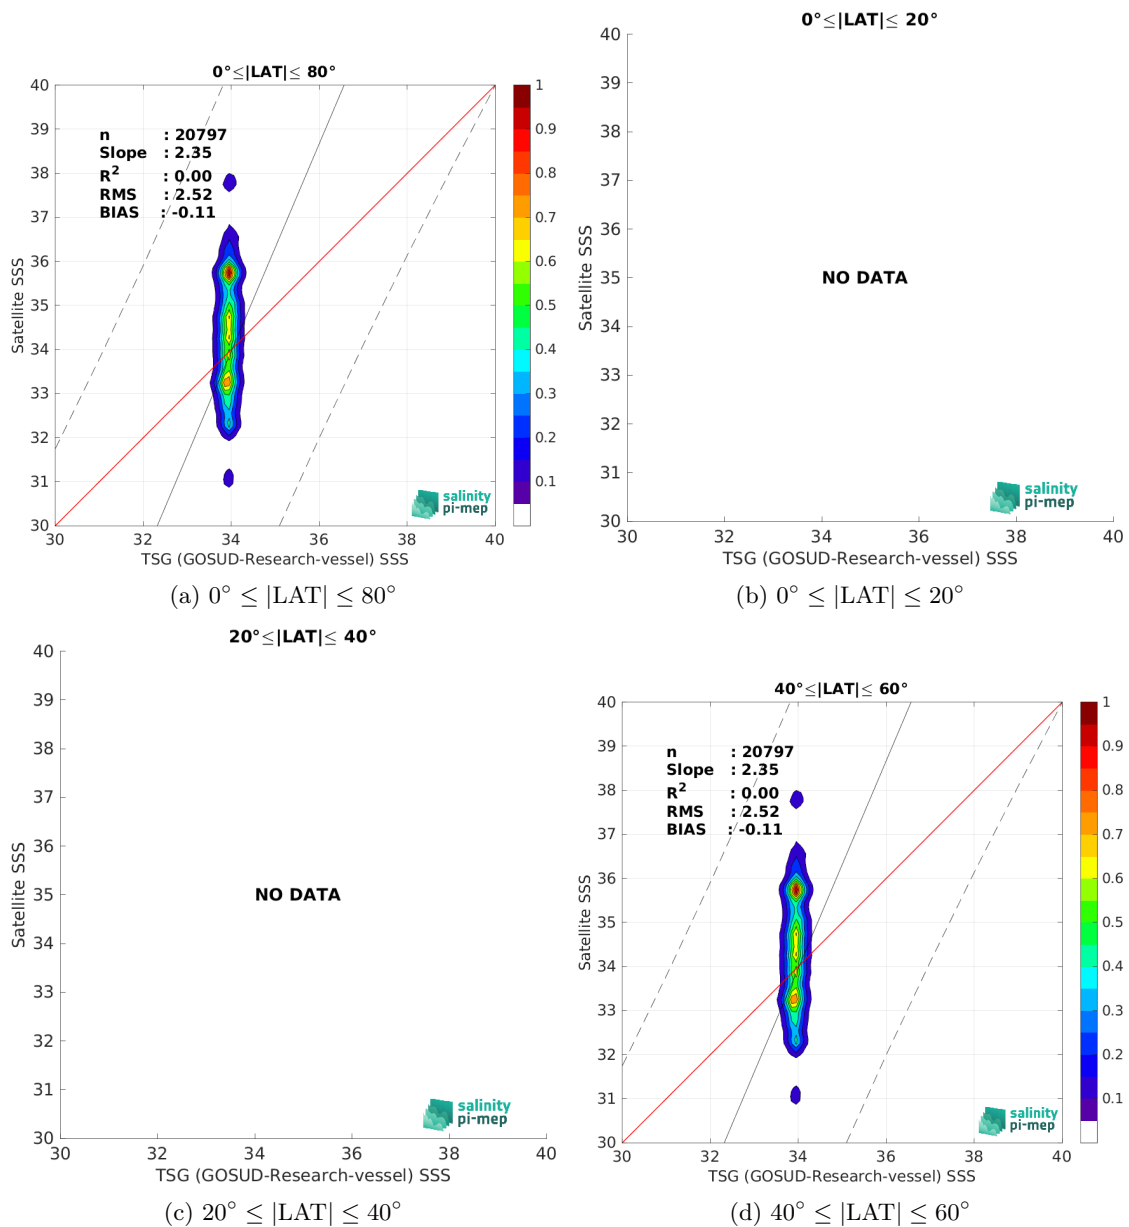 0°≤|LAT|≤ 80°
n : 20797
Slope : 2.35
R² : 0.00
RMS : 2.52
BIAS : -0.11
40
39
38
37
36
35
34
33
32
31
30
Satellite SSS
30 32 34 36 38 40
TSG (GOSUD-Research-vessel) SSS
1
0.9
0.8
0.7
0.6
0.5
0.4
0.3
0.2
0.1
salinity
pi-mep
(a) 0° ≤ |LAT| ≤ 80°
0°≤|LAT|≤ 20°
40
39
38
37
36
35
34
33
32
31
30
Satellite SSS
NO DATA
salinity
pi-mep
30 32 34 36 38 40
TSG (GOSUD-Research-vessel) SSS
(b) 0° ≤ |LAT| ≤ 20°
20°≤|LAT|≤ 40°
40
39
38
37
36
35
34
33
32
31
30
Satellite SSS
NO DATA
salinity
pi-mep
30 32 34 36 38 40
TSG (GOSUD-Research-vessel) SSS
(c) 20° ≤ |LAT| ≤ 40°
40°≤|LAT|≤ 60°
n : 20797
Slope : 2.35
R² : 0.00
RMS : 2.52
BIAS : -0.11
40
39
38
37
36
35
34
33
32
31
30
Satellite SSS
30 32 34 36 38 40
TSG (GOSUD-Research-vessel) SSS
1
0.9
0.8
0.7
0.6
0.5
0.4
0.3
0.2
0.1
salinity
pi-mep
(d) 40° ≤ |LAT| ≤ 60°